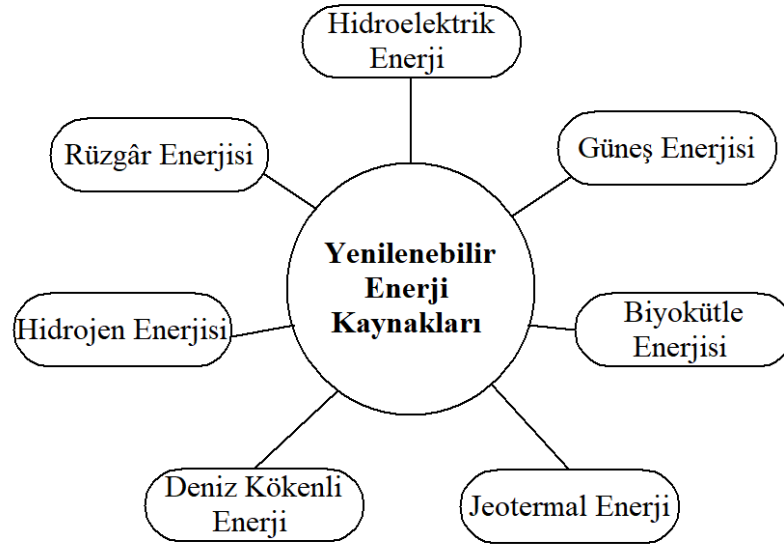 Hidroelektrik
Enerji
Rüzgâr Enerjisi
Güneş Enerjisi
Yenilenebilir
Enerji
Kaynakları
Hidrojen Enerjisi
Biyokütle
Enerjisi
Deniz Kökenli
Enerji
Jeotermal Enerji